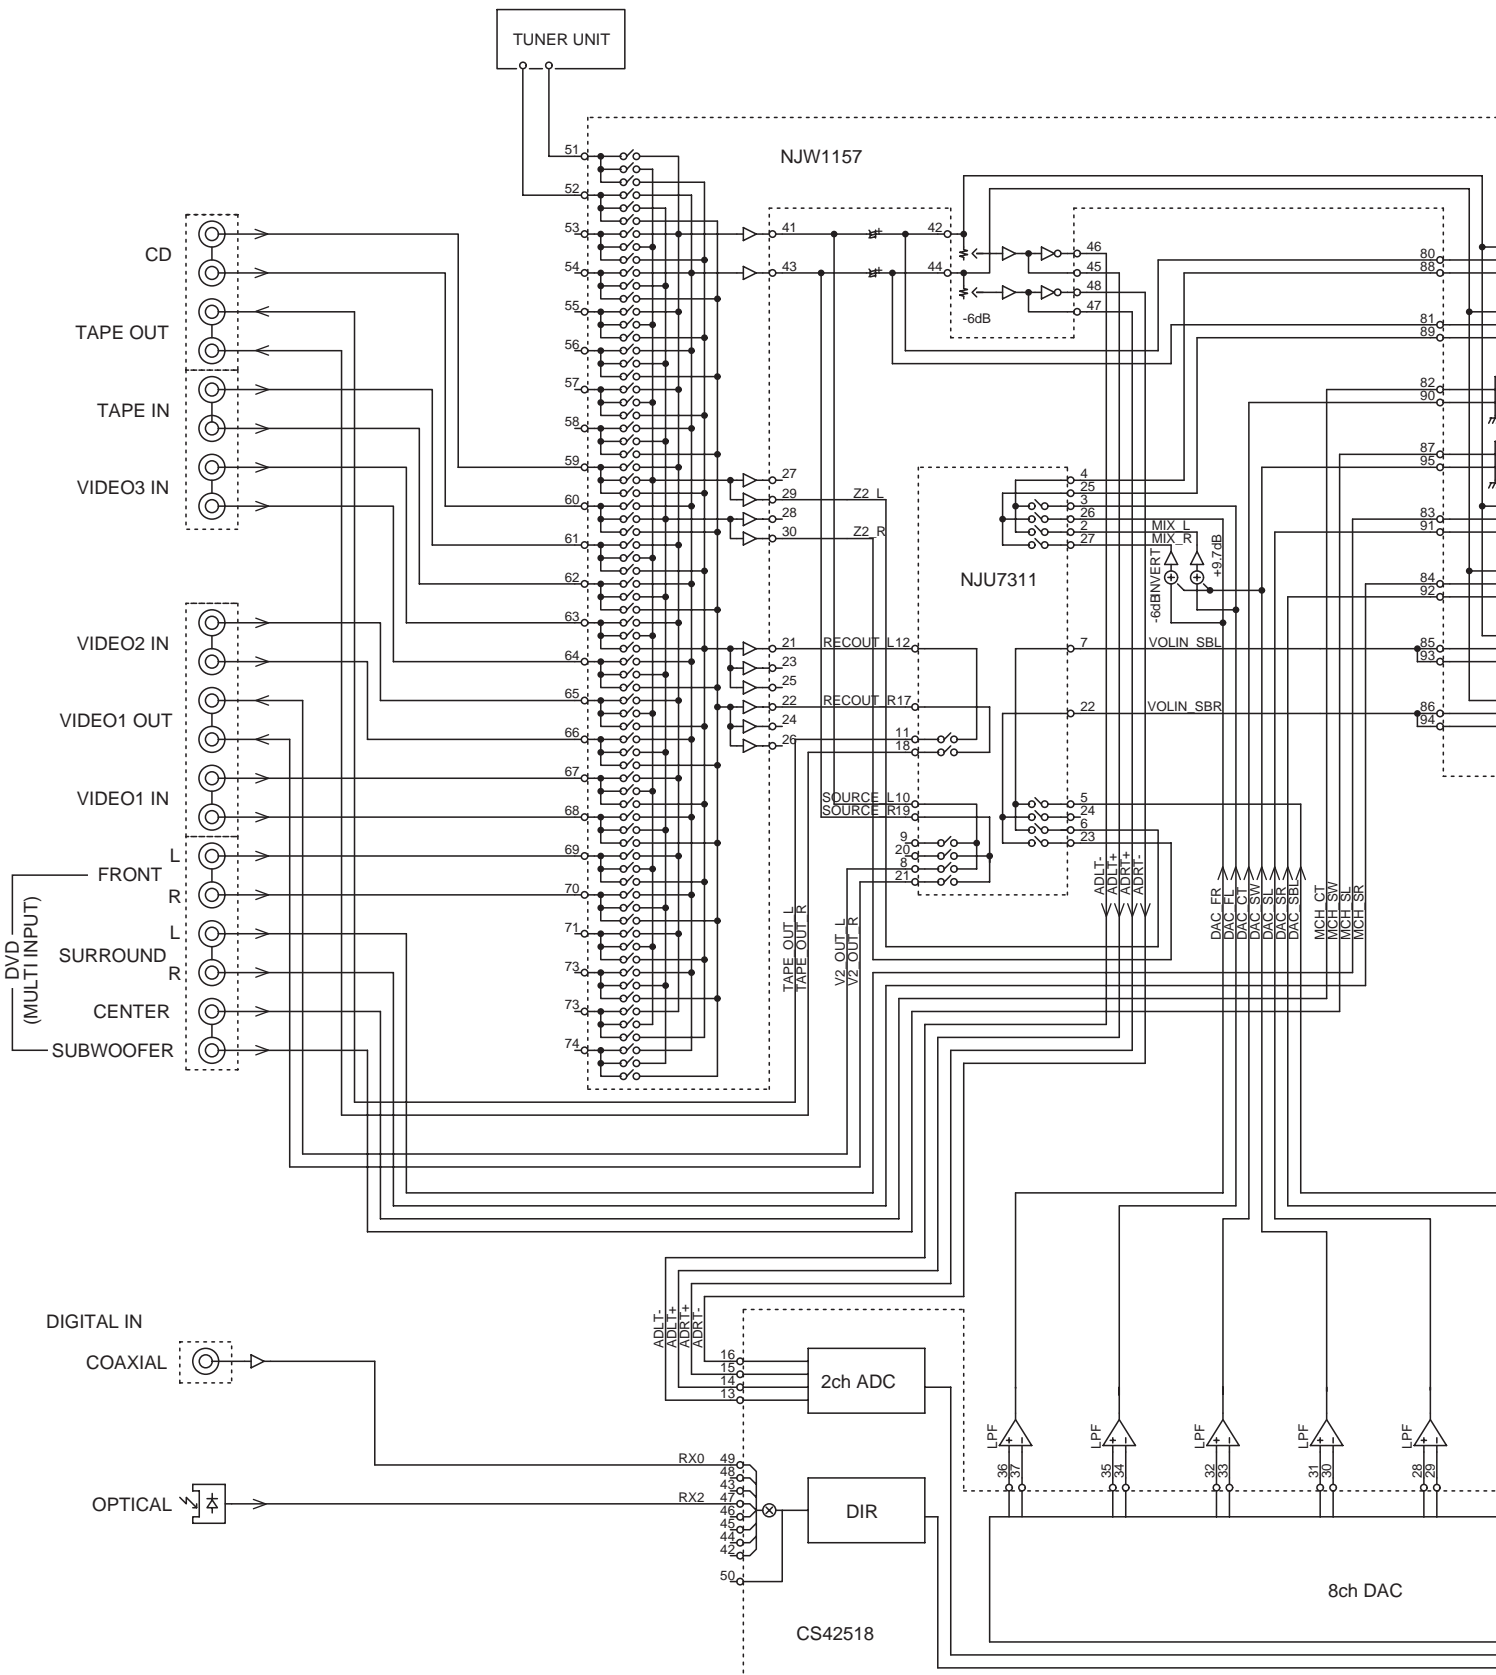 TUNER UNIT
NJW1157
51
52
53
54
55
56
57
58
59
60
61
62
63
64
65
66
67
68
69
70
71
73
73
74
CD
TAPE OUT
TAPE IN
VIDEO3 IN
VIDEO2 IN
VIDEO1 OUT
VIDEO1 IN
L
FRONT
R
L
SURROUND
R
CENTER
SUBWOOFER
DVD
(MULTI INPUT)
41
43
42
44
46
45
48
47
-6dB
80
88
81
89
82
90
87
95
83
91
84
92
85
93
86
94
27
29
28
30
Z2_L
Z2_R
21
23
25
22
24
26
RECOUT_L12
RECOUT_R17
11
18
SOURCE_L10
SOURCE_R19
9
20
8
21
NJU7311
4
25
3
26
2
27
MIX_L
MIX_R
-6dB
INVERT
+9.7dB
7
VOLIN_SBL
22
VOLIN_SBR
5
24
6
23
TAPE_OUT_L
TAPE_OUT_R
V2_OUT_L
V2_OUT_R
ADLT-
ADLT+
ADRT+
ADRT-
DAC_FR
DAC_FL
DAC_CT
DAC_SW
DAC_SL
DAC_SR
DAC_SBL
MCH_CT
MCH_SW
MCH_SL
MCH_SR
DIGITAL IN
COAXIAL
OPTICAL
ADLT-
ADLT+
ADRT+
ADRT-
16
15
14
13
2ch ADC
RX0
RX2
49
48
43
47
46
45
44
42
50
DIR
CS42518
LPF
LPF
LPF
LPF
LPF
36
37
35
34
32
33
31
30
28
29
8ch DAC